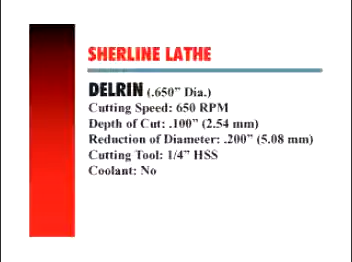 SHERLINE LATHE
DELRIN (.650" Dia.)
Cutting Speed: 650 RPM
Depth of Cut: .100" (2.54 mm)
Reduction of Diameter: .200" (5.08 mm)
Cutting Tool: 1/4" HSS
Coolant: No